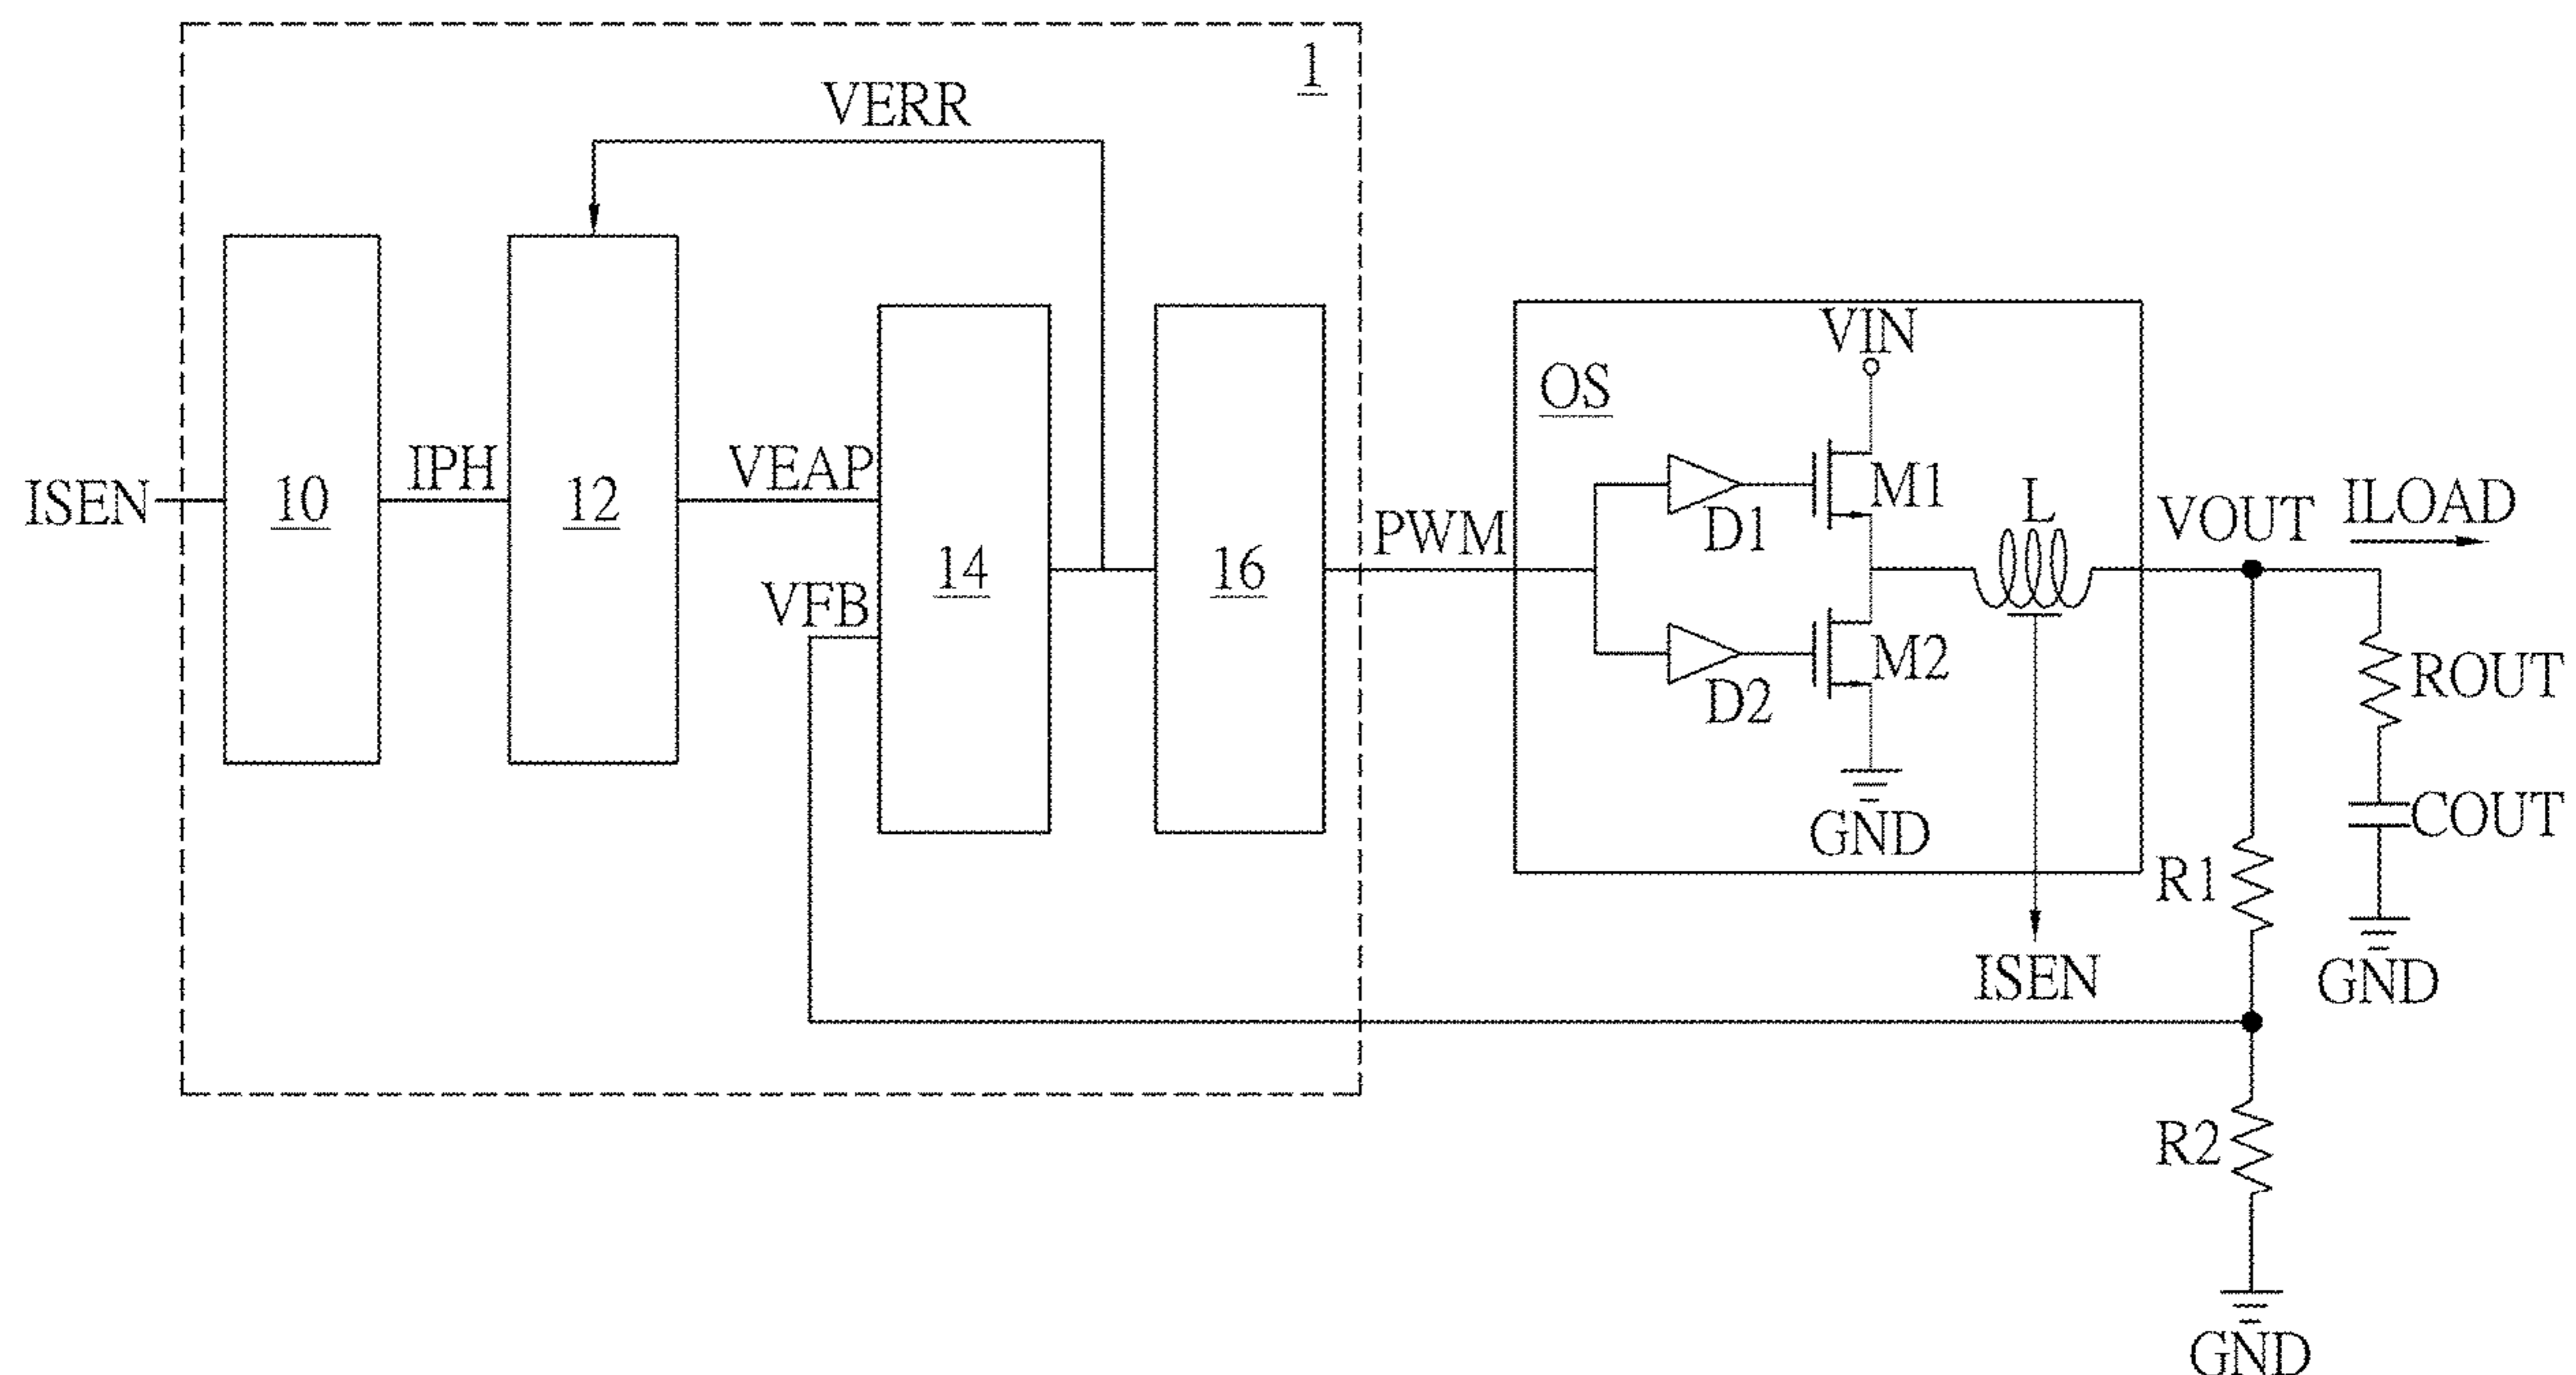 1
VERR
VIN
OS
ISEN
10
IPH
12
VEAP
VFB
14
16
PWM
D1
M1
L
VOUT
ILOAD
D2
M2
GND
ROUT
COUT
R1
ISEN
GND
R2
GND